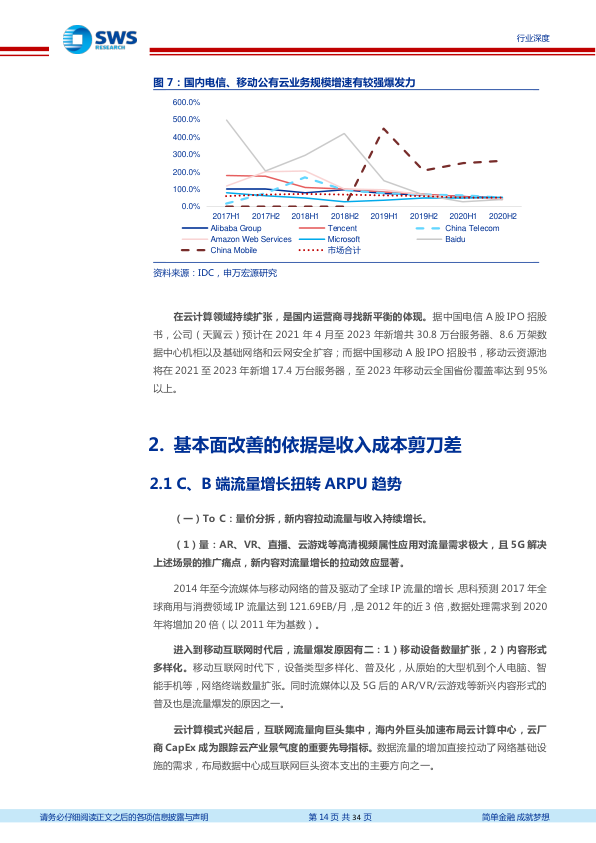 SWS
RESEARCH
行业深度
图 7：国内电信、移动公有云业务规模增速有较强爆发力
600.0%
500.0%
400.0%
300.0%
200.0%
100.0%
0.0%
2017H1 2017H2 2018H1 2018H2 2019H1 2019H2 2020H1 2020H2
Alibaba Group Tencent China Telecom
Amazon Web Services Microsoft Baidu
China Mobile 市场合计
资料来源：IDC，申万宏源研究
在云计算领域持续扩张，是国内运营商寻找新平衡的体现。据中国电信 A 股 IPO 招股
书，公司（天翼云）预计在 2021 年 4 月至 2023 年新增共 30.8 万台服务器、8.6 万架数
据中心机柜以及基础网络和云网安全扩容；而据中国移动 A 股 IPO 招股书，移动云资源池
将在 2021 至 2023 年新增 17.4 万台服务器，至 2023 年移动云全国省份覆盖率达到 95%
以上。
2. 基本面改善的依据是收入成本剪刀差
2.1 C、B 端流量增长扭转 ARPU 趋势
（一）To C：量价分拆，新内容拉动流量与收入持续增长。
（1）量：AR、VR、直播、云游戏等高清视频属性应用对流量需求极大，且 5G 解决
上述场景的推广痛点，新内容对流量增长的拉动效应显著。
2014 年至今流媒体与移动网络的普及驱动了全球 IP 流量的增长，思科预测 2017 年全
球商用与消费领域 IP 流量达到 121.69EB/月，是 2012 年的近 3 倍，数据处理需求到 2020
年将增加 20 倍（以 2011 年为基数）。
进入到移动互联网时代后，流量爆发原因有二：1）移动设备数量扩张，2）内容形式
多样化。移动互联网时代下，设备类型多样化、普及化，从原始的大型机到个人电脑、智
能手机等，网络终端数量扩张。同时流媒体以及 5G 后的 AR/VR/云游戏等新兴内容形式的
普及也是流量爆发的原因之一。
云计算模式兴起后，互联网流量向巨头集中，海内外巨头加速布局云计算中心，云厂
商 CapEx 成为跟踪云产业景气度的重要先导指标。数据流量的增加直接拉动了网络基础设
施的需求，布局数据中心成互联网巨头资本支出的主要方向之一。
请务必仔细阅读正文之后的各项信息披露与声明 第 14 页 共 34 页 简单金融 成就梦想